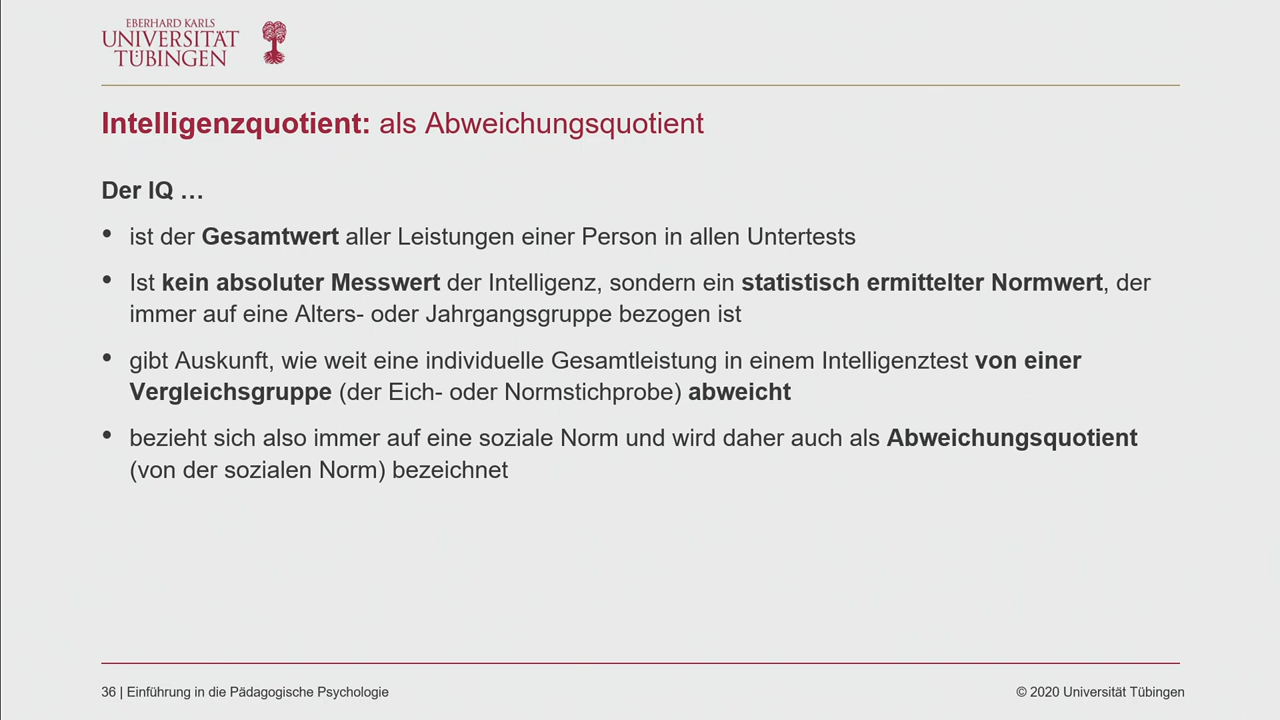 EBERHARD KARLS
UNIVERSITÄT
TÜBINGEN
Intelligenzquotient: als Abweichungsquotient
Der IQ …
• ist der Gesamtwert aller Leistungen einer Person in allen Untertests
• Ist kein absoluter Messwert der Intelligenz, sondern ein statistisch ermittelter Normwert, der
immer auf eine Alters- oder Jahrgangsgruppe bezogen ist
• gibt Auskunft, wie weit eine individuelle Gesamtleistung in einem Intelligenztest von einer
Vergleichsgruppe (der Eich- oder Normstichprobe) abweicht
• bezieht sich also immer auf eine soziale Norm und wird daher auch als Abweichungsquotient
(von der sozialen Norm) bezeichnet
36 | Einführung in die Pädagogische Psychologie
© 2020 Universität Tübingen